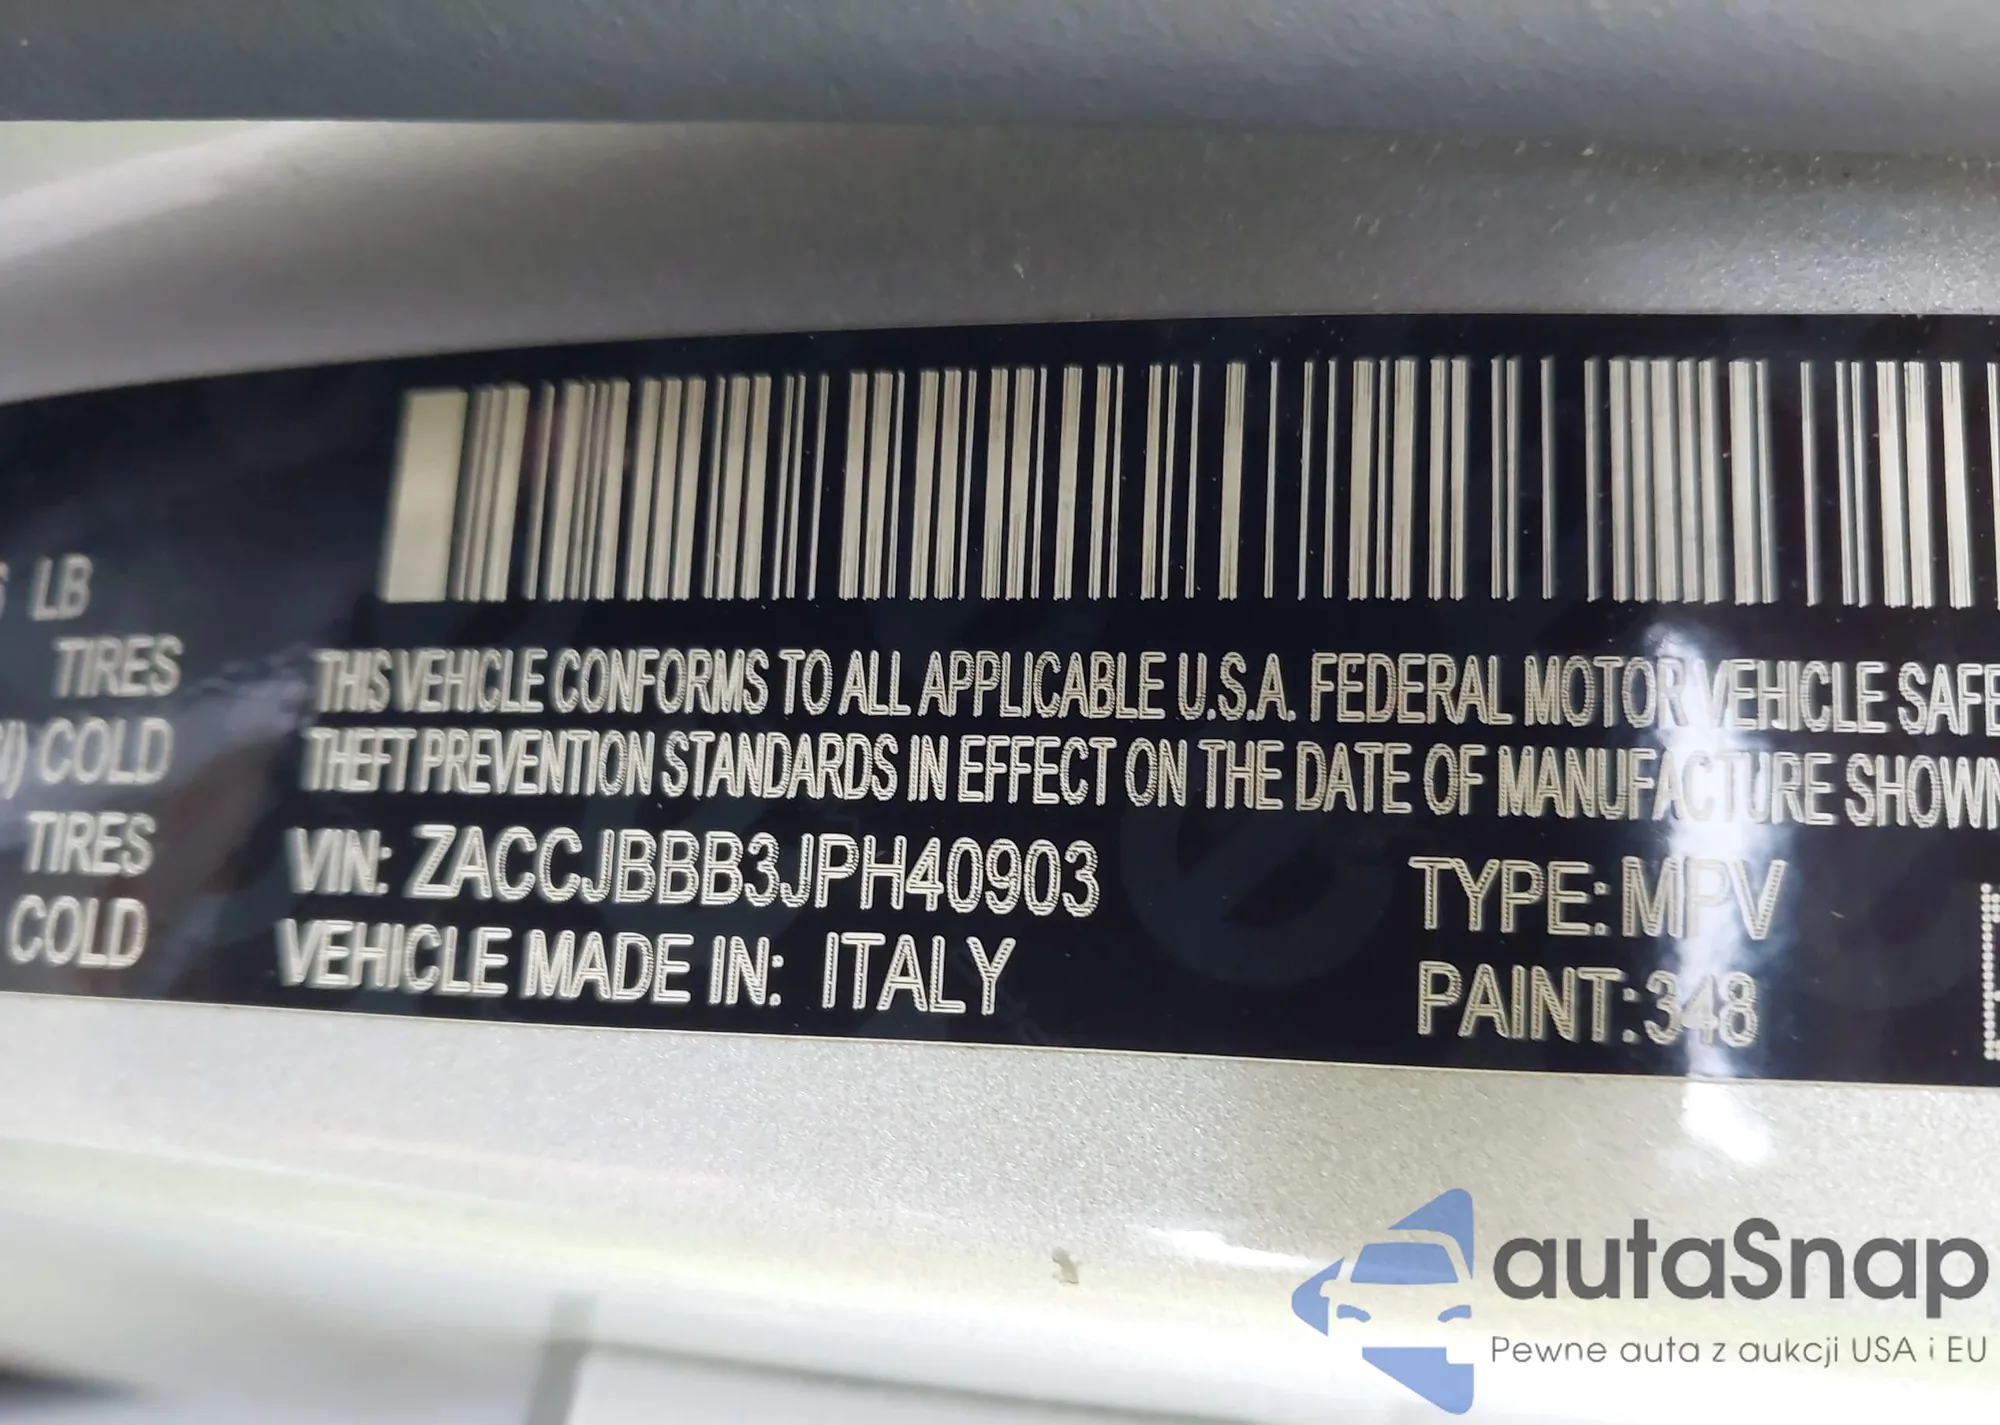 LB
TIRES
COLD
TIRES
COLD
THIS VEHICLE CONFORMS TO ALL APPLICABLE U.S.A. FEDERAL MOTOR VEHICLE SAFE
THEFT PREVENTION STANDARDS IN EFFECT ON THE DATE OF MANUFACTURE SHOWN
VIN: ZACCJBBB3JPH40903
TYPE: MPV
VEHICLE MADE IN: ITALY
PAINT: 348
autaSnap
Pewne auta z aukcji USA i EU